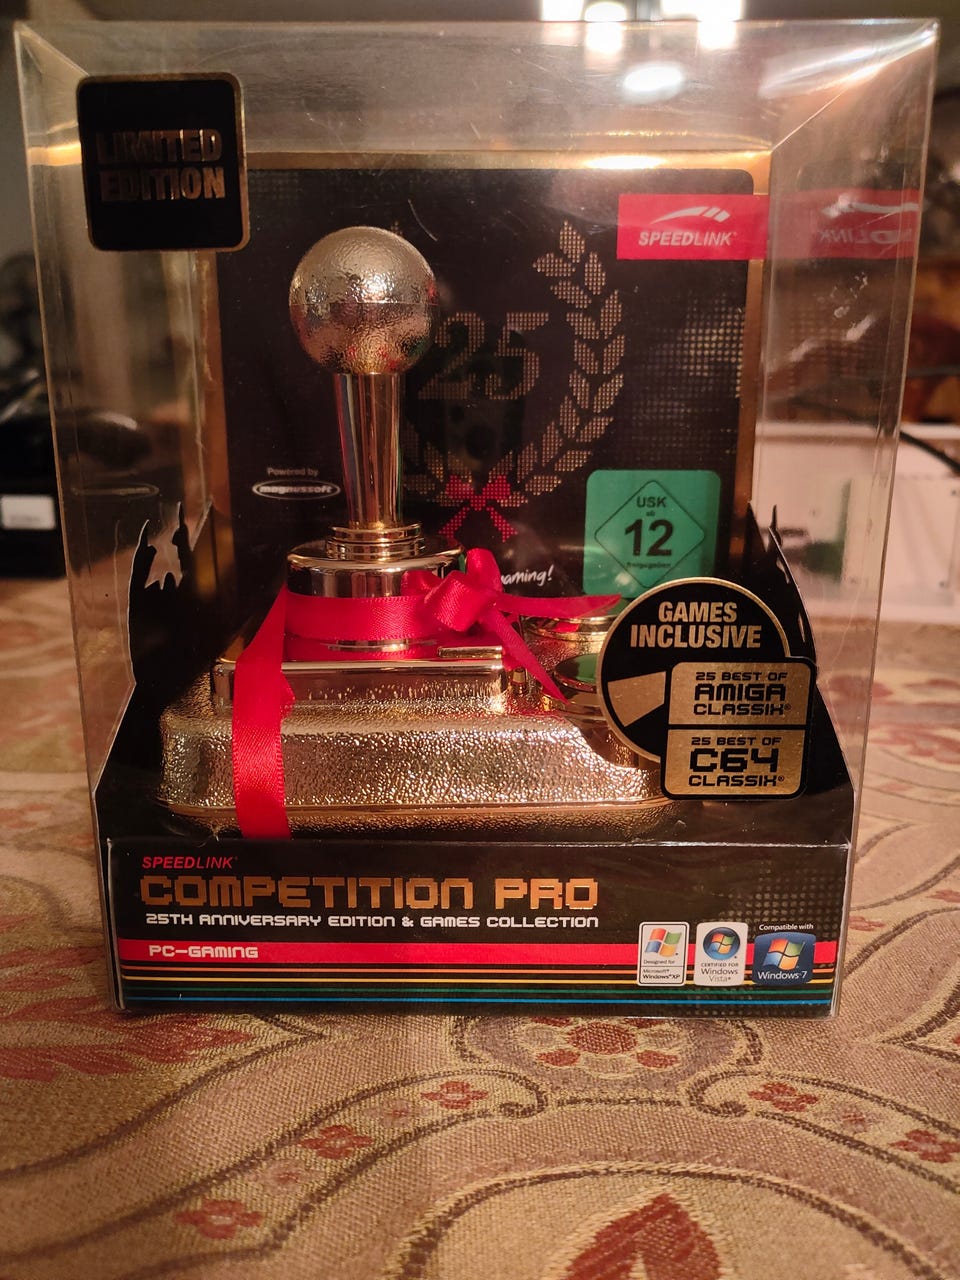 LIMITED
EDITION
SPEEDLINK
25
Powered by
magnussoft
USK
ab
12
freigegeben
gaming!
GAMES
INCLUSIVE
25 BEST OF
AMIGA
CLASSIX®
25 BEST OF
C64
CLASSIX®
SPEEDLINK
COMPETITION PRO
25TH ANNIVERSARY EDITION & GAMES COLLECTION
PC-GAMING
Designed for
Microsoft®
Windows®XP
CERTIFIED FOR
Windows
Vista
Compatible with
Windows®7